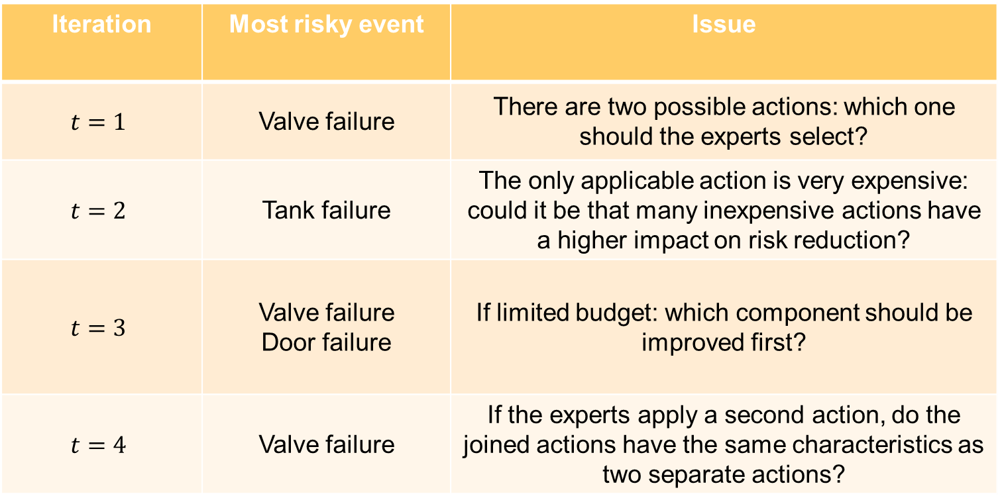 Iteration
Most risky event
Issue
t = 1
Valve failure
There are two possible actions: which one
should the experts select?
t = 2
Tank failure
The only applicable action is very expensive:
could it be that many inexpensive actions have
a higher impact on risk reduction?
t = 3
Valve failure
Door failure
If limited budget: which component should be
improved first?
t = 4
Valve failure
If the experts apply a second action, do the
joined actions have the same characteristics as
two separate actions?